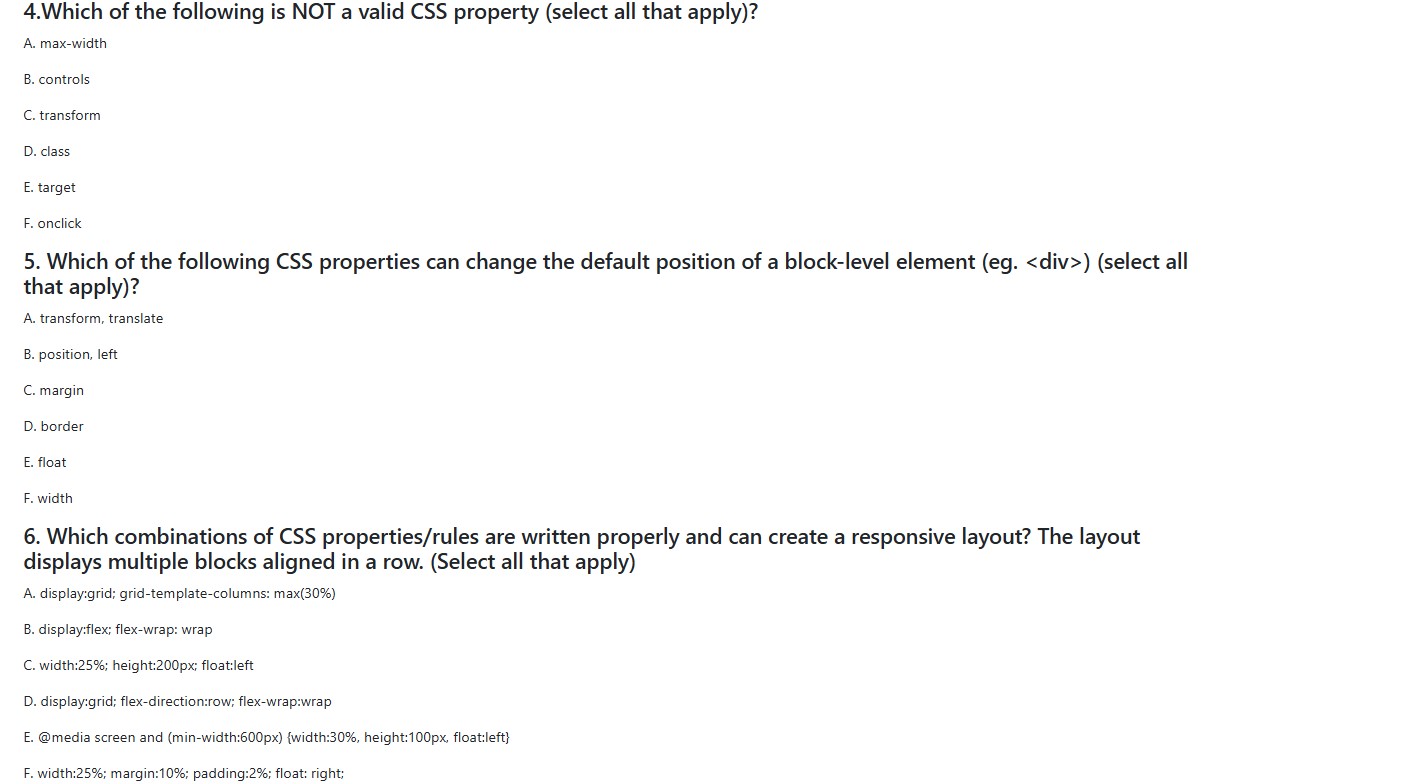 4.Which of the following is NOT a valid CSS property (select all that apply)?
A. max-width
B. controls
C. transform
D. class
E. target
F. onclick
5. Which of the following CSS properties can change the default position of a block-level element (eg. <div>) (select all
that apply)?
A. transform, translate
B. position, left
C. margin
D. border
E. float
F. width
6. Which combinations of CSS properties/rules are written properly and can create a responsive layout? The layout
displays multiple blocks aligned in a row. (Select all that apply)
A. display:grid; grid-template-columns: max(30%)
B. display:flex; flex-wrap: wrap
C. width:25%; height:200px; float:left
D. display:grid; flex-direction:row; flex-wrap:wrap
E. @media screen and (min-width:600px) {width:30%, height:100px, float:left}
F. width:25%; margin:10%; padding:2%; float: right;